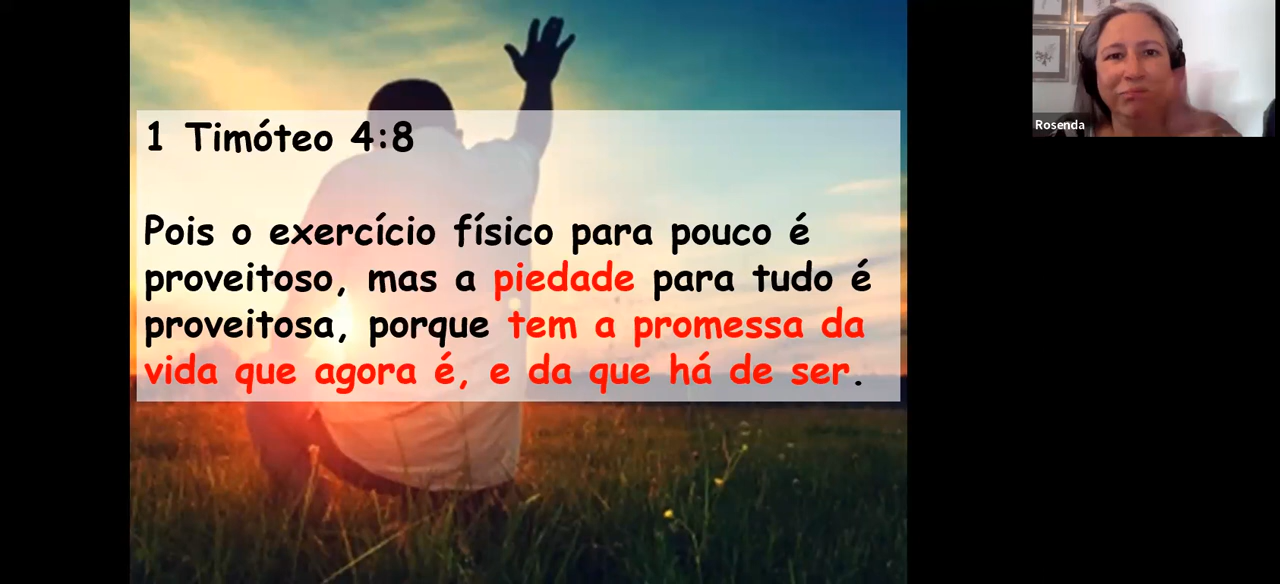 1 Timóteo 4:8
Pois o exercício físico para pouco é
proveitoso, mas a piedade para tudo é
proveitosa, porque tem a promessa da
vida que agora é, e da que há de ser.
Rosenda